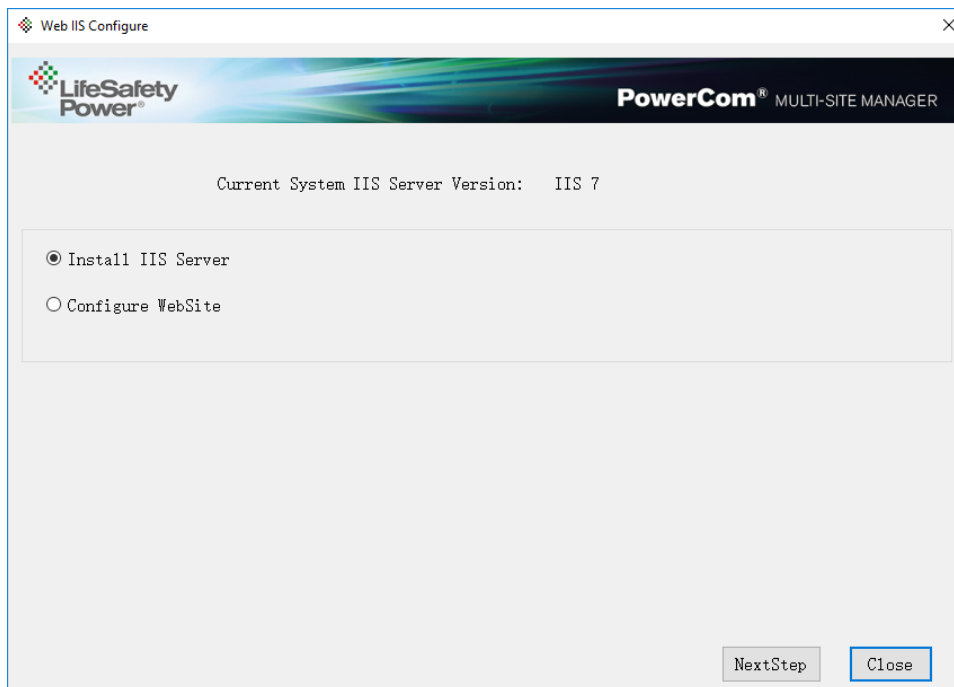 Web IIS Configure
LifeSafety
Power®
PowerCom® MULTI-SITE MANAGER
Current System IIS Server Version: IIS 7
Install IIS Server
Configure WebSite
NextStep Close